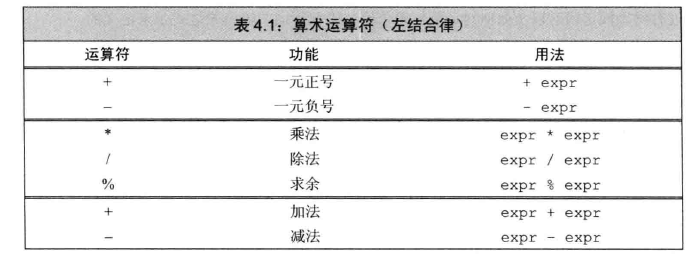 表 4.1：算术运算符（左结合律）
运算符 功能 用法
+ 一元正号 + expr
− 一元负号 - expr
* 乘法 expr * expr
/ 除法 expr / expr
% 求余 expr % expr
+ 加法 expr + expr
− 减法 expr - expr